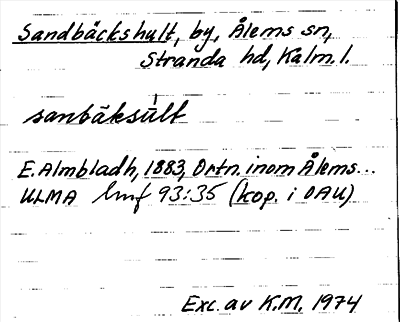 Sandbäckshult, by, Ålems sn,
Stranda hd, Kalm. l.
sanbäksult
E. Almbladh, 1883, Ortn. inom Ålems...
ULMA 93:35 (kop. i OAU)
Exc. av K.M. 1974